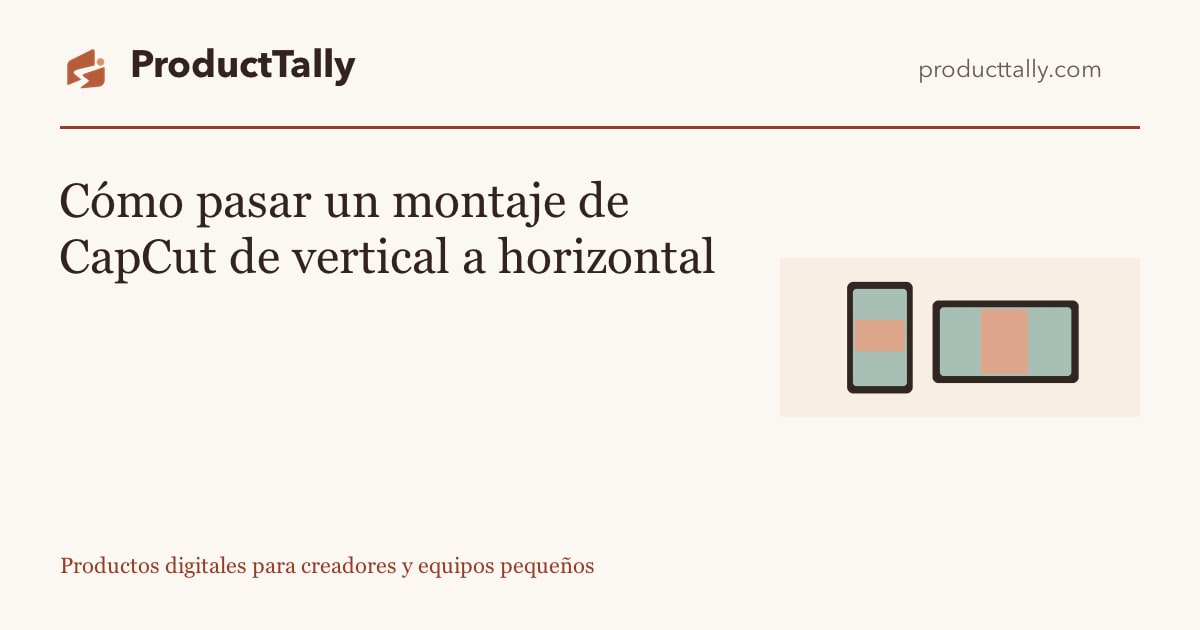 ProductTally
producttally.com
Cómo pasar un montaje de
CapCut de vertical a horizontal
Productos digitales para creadores y equipos pequeños